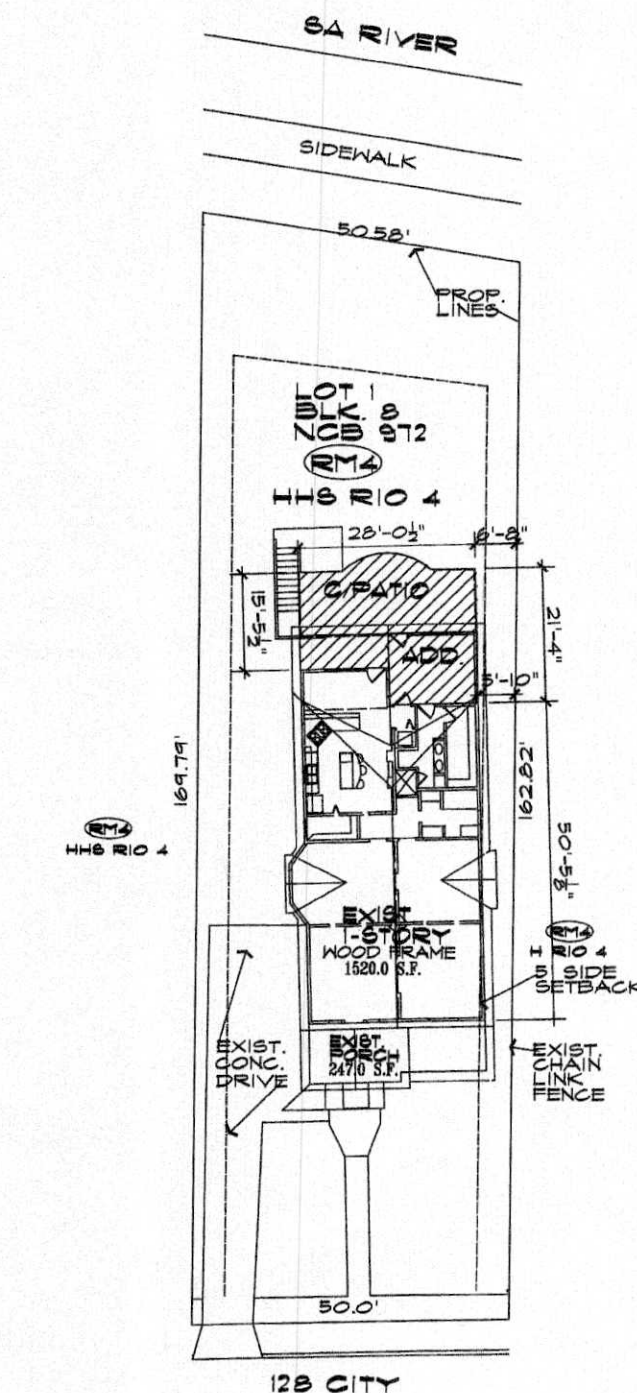 SA RIVER
SIDEWALK
50.58'
PROP.
LINES
LOT 1
BLK. 8
NCB 972
RM4
HHS RIO 4
28'-0½"
6'-8"
C/PATIO
15'-5½"
21'-4"
ADD.
5'-10"
169.79'
162.82'
RM4
HHS RIO 4
50'-5⅛"
EXIST.
1-STORY
WOOD FRAME
1520.0 S.F.
RM4
H RIO 4
5' SIDE
SETBACK
EXIST.
CONC.
DRIVE
EXIST.
PORCH
247.0 S.F.
EXIST.
CHAIN
LINK
FENCE
50.0'
128 CITY